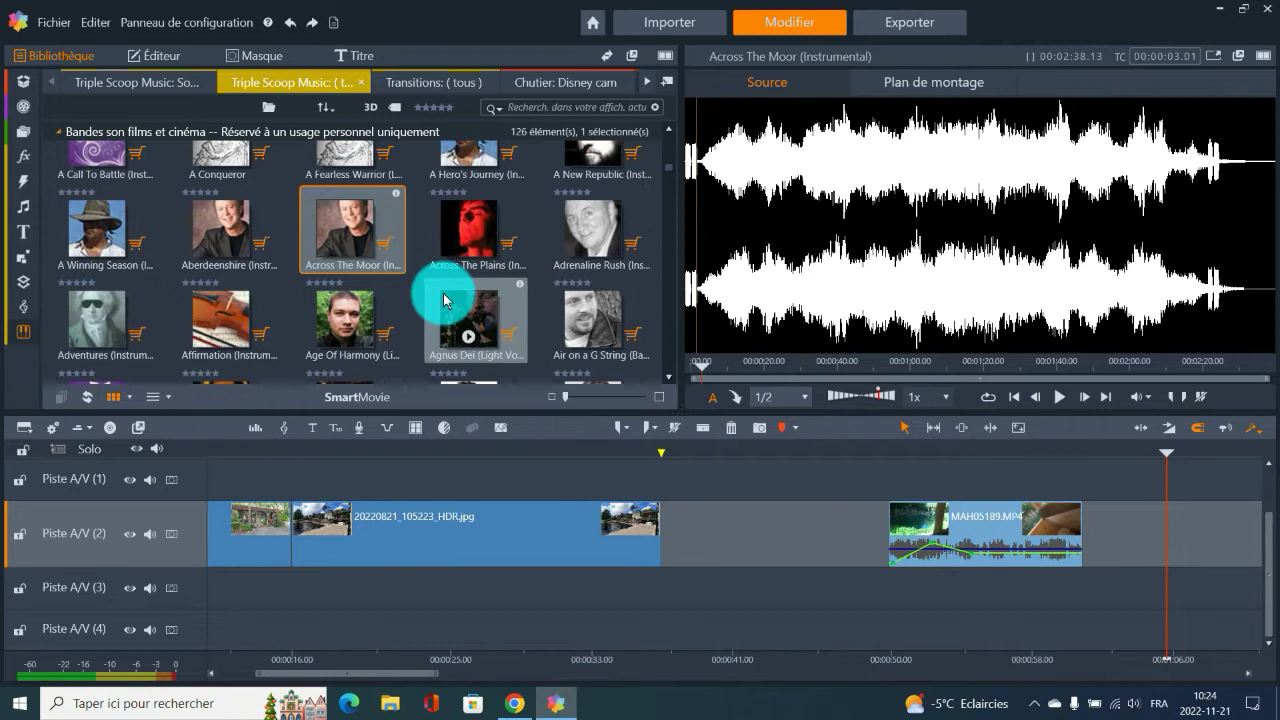 Fichier Editer Panneau de configuration
Importer Modifier Exporter
Bibliothèque Éditeur Masque Titre
Across The Moor (Instrumental)
[] 00:02:38.13 TC 00:00:03.01
Triple Scoop Music: So... Triple Scoop Music: ( t... × Transitions: ( tous ) Chutier: Disney cam
Source Plan de montage
3D
Recherch. dans votre affich. actu
Bandes son films et cinéma -- Réservé à un usage personnel uniquement 126 élément(s), 1 sélectionné(s)
A Call To Battle (Inst... A Conqueror A Fearless Warrior (L... A Hero's Journey (In... A New Republic (Inst...
A Winning Season (I... Aberdeenshire (Instr... Across The Moor (In... Across The Plains (In... Adrenaline Rush (In...
Adventures (Instrum... Affirmation (Instrum... Age Of Harmony (Li... Agnus Dei (Light Vo... Air on a G String (Ba...
:00.00 00:00:20.00 00:00:40.00 00:01:00.00 00:01:20.00 00:01:40.00 00:02:00.00 00:02:20.00
SmartMovie
A 1/2 1x
Solo
Piste A/V (1)
Piste A/V (2)
20220821_105223_HDR.jpg
MAH05189.MP4
Piste A/V (3)
Piste A/V (4)
-60 -22 -16 -10 -6 -3 0
00:00:16.00 00:00:25.00 00:00:33.00 00:00:41.00 00:00:50.00 00:00:58.00 00:01:06.00
Taper ici pour rechercher
-5°C Eclaircies
FRA
10:24
2022-11-21